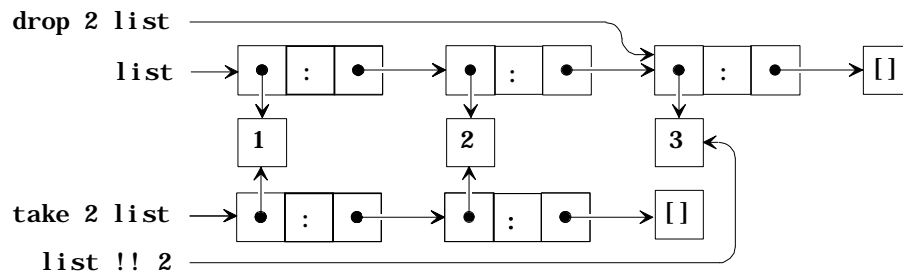 drop 2 list
list : : : []
1 2 3
take 2 list : : []
list !! 2